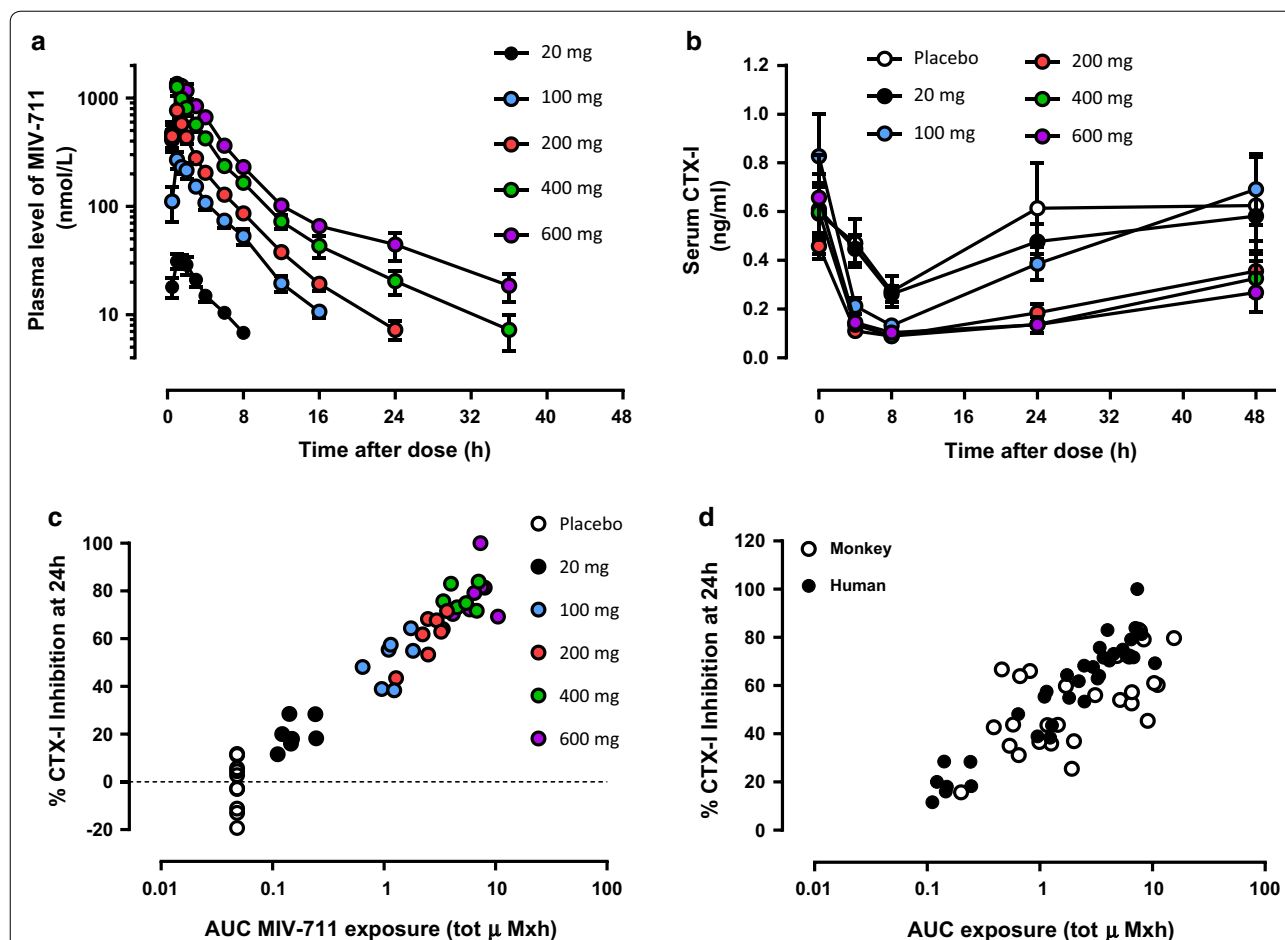 a
20 mg
100 mg
200 mg
400 mg
600 mg
Plasma level of MIV-711
(nmol/L)
1000
100
10
0 8 16 24 32 40 48
Time after dose (h)
b
Placebo
20 mg
100 mg
200 mg
400 mg
600 mg
Serum CTX-I
(ng/ml)
1.2
1.0
0.8
0.6
0.4
0.2
0.0
0 8 16 24 32 40 48
Time after dose (h)
c
Placebo
20 mg
100 mg
200 mg
400 mg
600 mg
% CTX-I Inhibition at 24h
100
80
60
40
20
0
-20
0.01 0.1 1 10 100
AUC MIV-711 exposure (tot μ Mxh)
d
Monkey
Human
% CTX-I Inhibition at 24h
120
100
80
60
40
20
0
0.01 0.1 1 10 100
AUC exposure (tot μ Mxh)